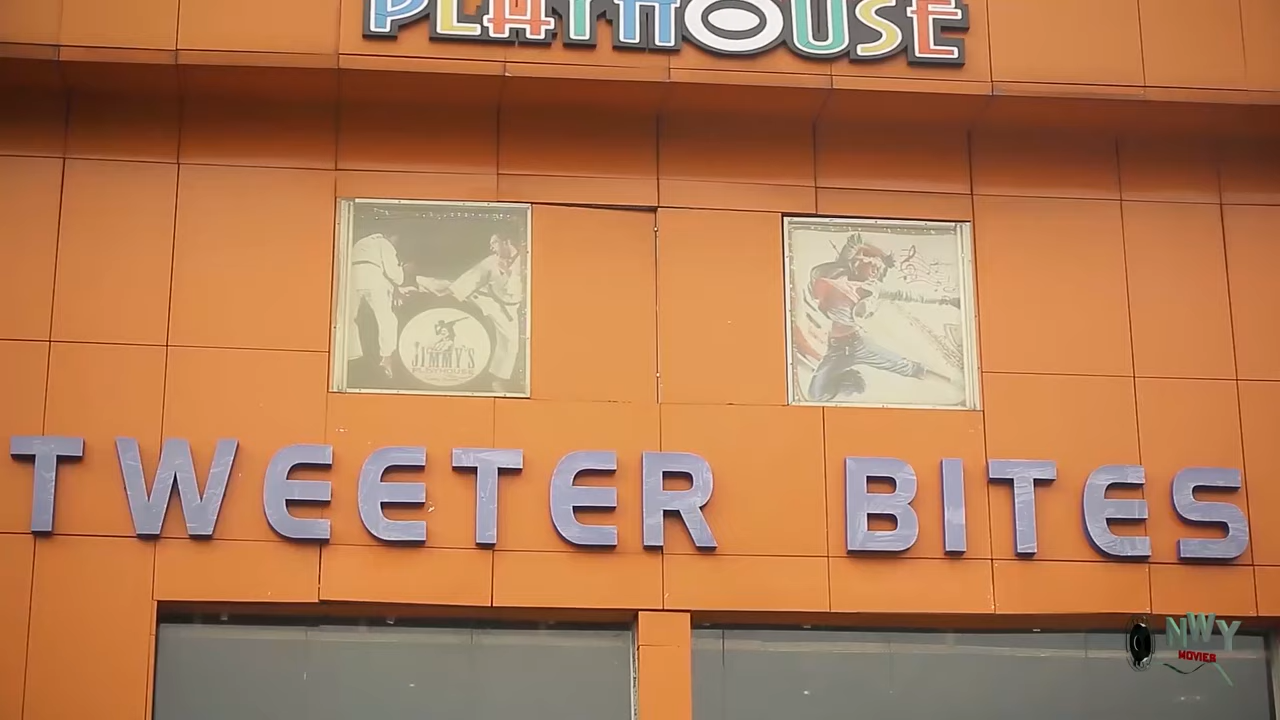 PLAYHOUSE
JIMMY'S
PLAYHOUSE
TWEETER BITES
NWY
MOVIES